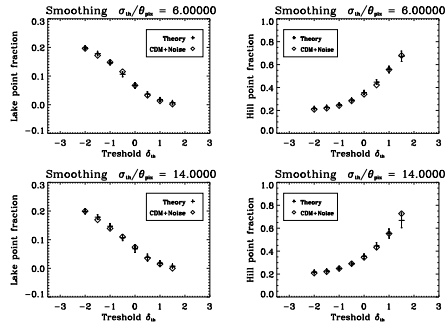 Smoothing σth/θpix = 6.00000
Lake point fraction
0.3
0.2
0.1
0.0
-0.1
Theory
CDM+Noise
-3 -2 -1 0 1 2 3
Treshold δth
Smoothing σth/θpix = 6.00000
Hill point fraction
1.0
0.8
0.6
0.4
0.2
0.0
Theory
CDM+Noise
-3 -2 -1 0 1 2 3
Treshold δth
Smoothing σth/θpix = 14.0000
Lake point fraction
0.3
0.2
0.1
0.0
-0.1
Theory
CDM+Noise
-3 -2 -1 0 1 2 3
Treshold δth
Smoothing σth/θpix = 14.0000
Hill point fraction
1.0
0.8
0.6
0.4
0.2
0.0
Theory
CDM+Noise
-3 -2 -1 0 1 2 3
Treshold δth